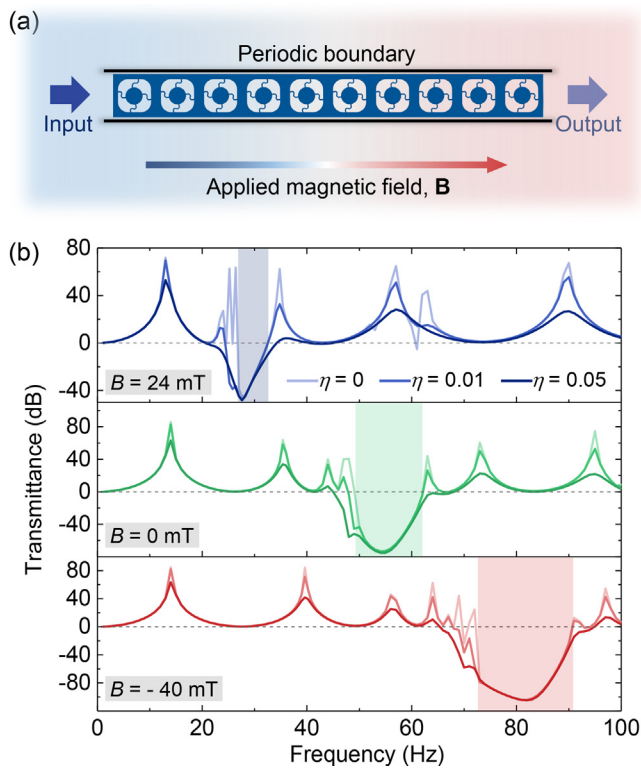 (a)
Periodic boundary
Input
Output
Applied magnetic field, B
(b)
Transmittance (dB)
80
40
0
-40
B = 24 mT
η = 0
η = 0.01
η = 0.05
80
40
0
-40
B = 0 mT
80
40
0
-40
-80
B = - 40 mT
0
20
40
60
80
100
Frequency (Hz)